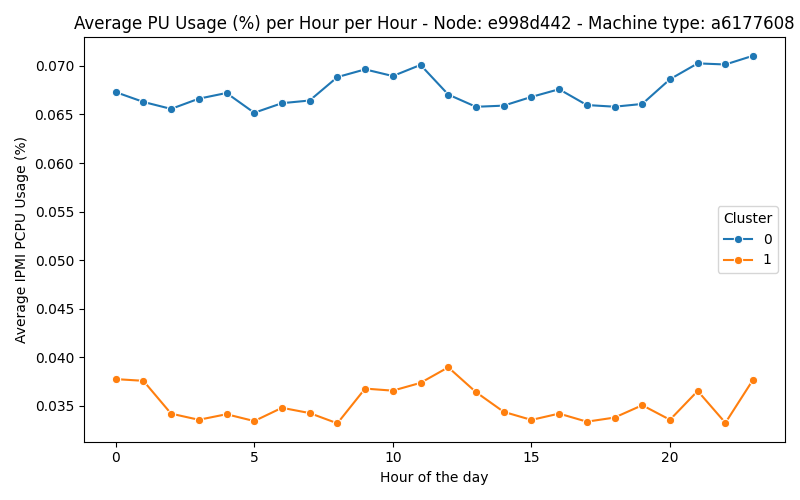 Average PU Usage (%) per Hour per Hour - Node: e998d442 - Machine type: a6177608
Average IPMI PCPU Usage (%)
0.070
0.065
0.060
0.055
0.050
0.045
0.040
0.035
Cluster
0
1
0 5 10 15 20
Hour of the day